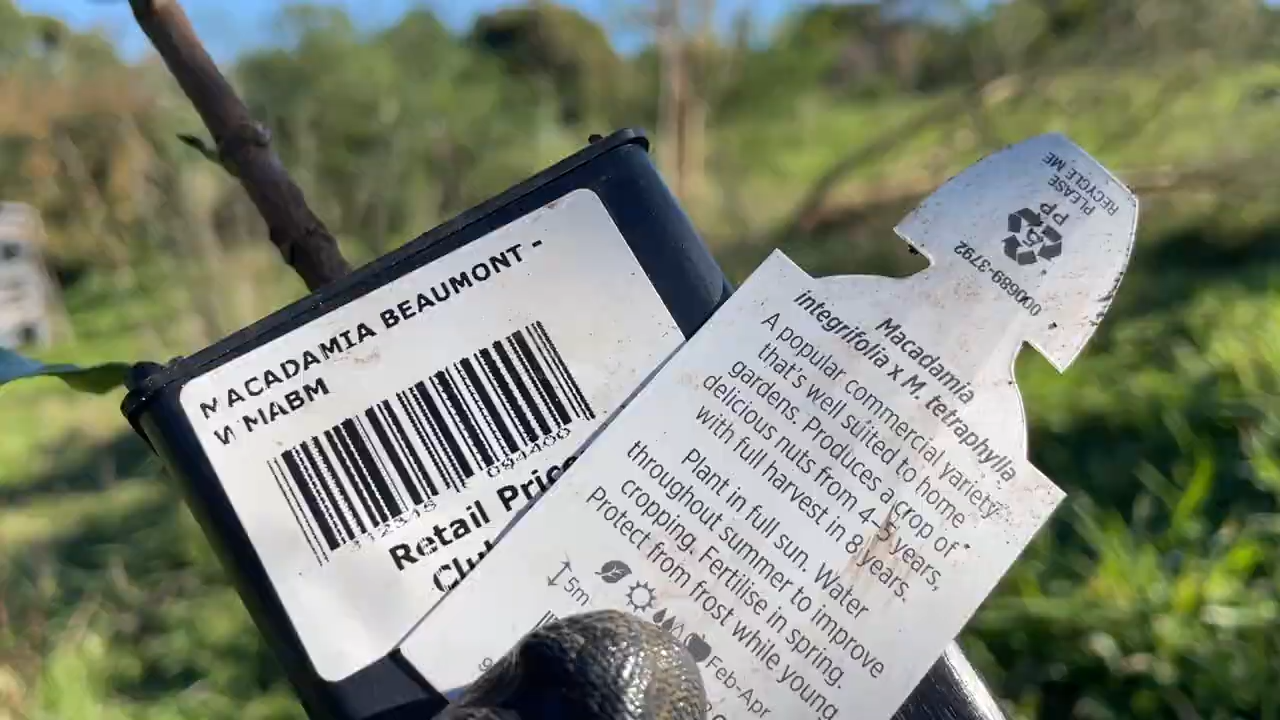 MACADAMIA BEAUMONT -
MABM
Retail Price
PLEASE
RECYCLE ME
PP
5
000689-3792
Macadamia
integrifolia x M. tetraphylla
A popular commercial variety
that's well suited to home
gardens. Produces a crop of
delicious nuts from 4-5 years,
with full harvest in 8 years.
Plant in full sun. Water
throughout summer to improve
cropping. Fertilise in spring.
Protect from frost while young
5m
Feb-Apr